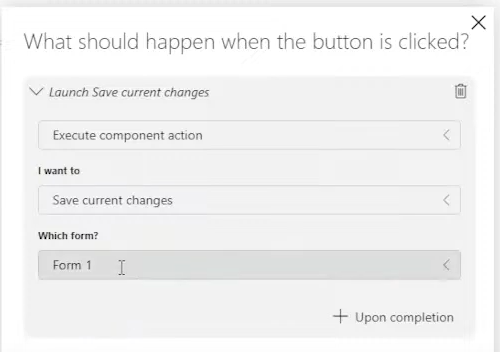 What should happen when the button is clicked?
Launch Save current changes
Execute component action
I want to
Save current changes
Which form?
Form 1
Upon completion